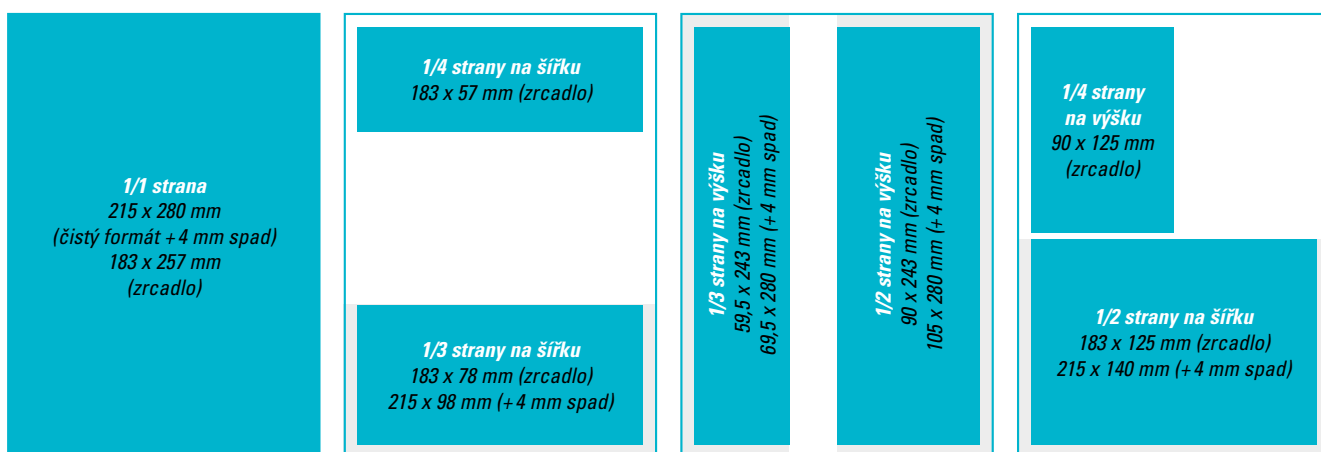 1/1 strana
215 x 280 mm
(čistý formát +4 mm spad)
183 x 257 mm
(zrcadlo)
1/4 strany na šířku
183 x 57 mm (zrcadlo)
1/3 strany na šířku
183 x 78 mm (zrcadlo)
215 x 98 mm (+4 mm spad)
1/3 strany na výšku
59,5 x 243 mm (zrcadlo)
69,5 x 280 mm (+4 mm spad)
1/2 strany na výšku
90 x 243 mm (zrcadlo)
105 x 280 mm (+4 mm spad)
1/4 strany
na výšku
90 x 125 mm
(zrcadlo)
1/2 strany na šířku
183 x 125 mm (zrcadlo)
215 x 140 mm (+4 mm spad)